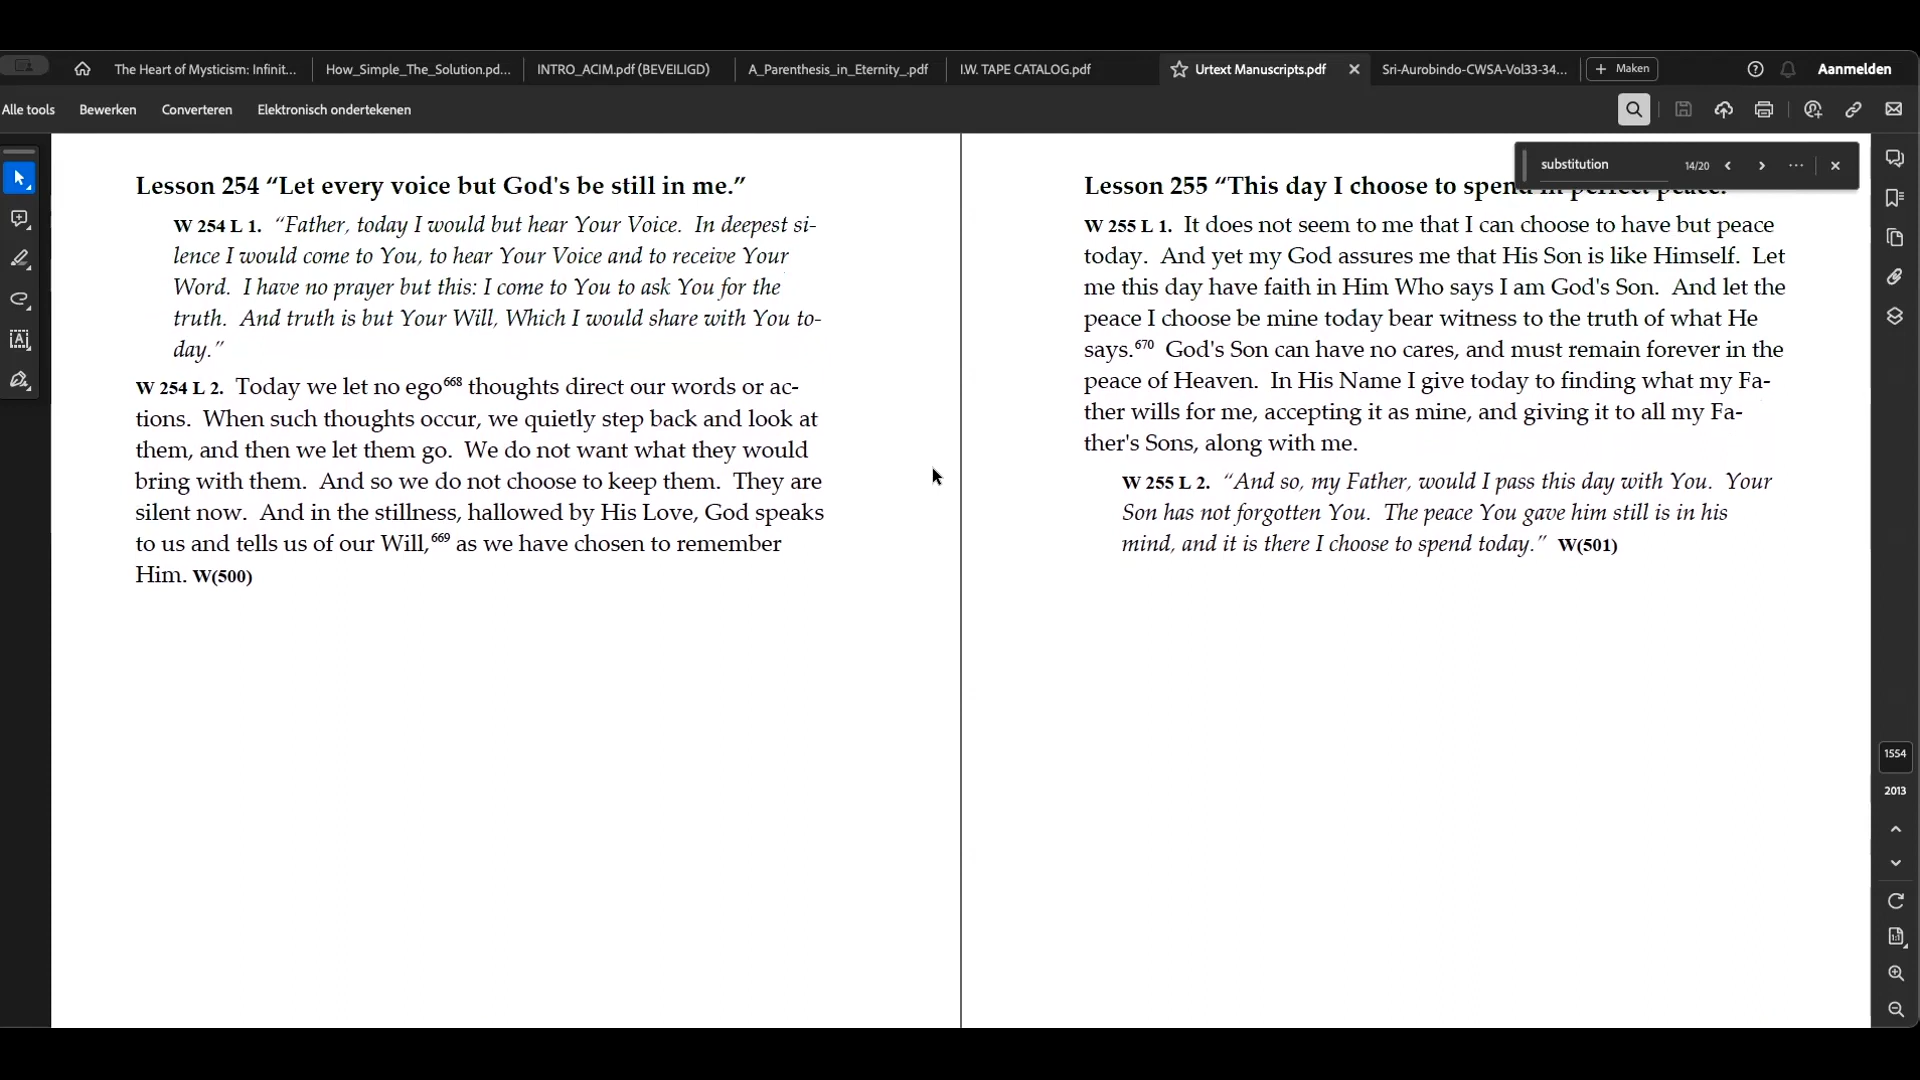 The Heart of Mysticism: Infinit...
How_Simple_The_Solution.pd...
INTRO_ACIM.pdf (BEVEILIGD)
A_Parenthesis_in_Eternity_.pdf
I.W. TAPE CATALOG.pdf
Urtext Manuscripts.pdf
Sri-Aurobindo-CWSA-Vol33-34...
Maken
Aanmelden
Alle tools
Bewerken
Converteren
Elektronisch ondertekenen
substitution
14/20
Lesson 254 “Let every voice but God's be still in me.”
W 254 L 1. “Father, today I would but hear Your Voice. In deepest si-
lence I would come to You, to hear Your Voice and to receive Your
Word. I have no prayer but this: I come to You to ask You for the
truth. And truth is but Your Will, Which I would share with You to-
day.”
W 254 L 2. Today we let no ego668 thoughts direct our words or ac-
tions. When such thoughts occur, we quietly step back and look at
them, and then we let them go. We do not want what they would
bring with them. And so we do not choose to keep them. They are
silent now. And in the stillness, hallowed by His Love, God speaks
to us and tells us of our Will,669 as we have chosen to remember
Him. W(500)
Lesson 255 “This day I choose to spend in perfect peace.
W 255 L 1. It does not seem to me that I can choose to have but peace
today. And yet my God assures me that His Son is like Himself. Let
me this day have faith in Him Who says I am God's Son. And let the
peace I choose be mine today bear witness to the truth of what He
says.670 God's Son can have no cares, and must remain forever in the
peace of Heaven. In His Name I give today to finding what my Fa-
ther wills for me, accepting it as mine, and giving it to all my Fa-
ther's Sons, along with me.
W 255 L 2. “And so, my Father, would I pass this day with You. Your
Son has not forgotten You. The peace You gave him still is in his
mind, and it is there I choose to spend today.” W(501)
1554
2013